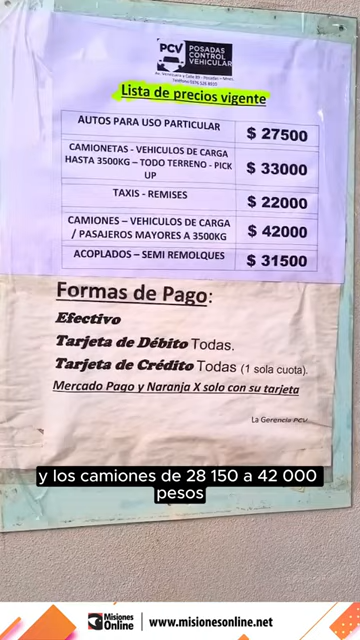 PCV POSADAS
CONTROL
VEHICULAR
Lista de precios vigente
AUTOS PARA USO PARTICULAR $ 27500
CAMIONETAS - VEHICULOS DE CARGA
HASTA 3500KG – TODO TERRENO - PICK
UP $ 33000
TAXIS - REMISES $ 22000
CAMIONES – VEHICULOS DE CARGA
/ PASAJEROS MAYORES A 3500KG $ 42000
ACOPLADOS – SEMI REMOLQUES $ 31500
Formas de Pago:
Efectivo
Tarjeta de Débito Todas.
Tarjeta de Crédito Todas (1 sola cuota).
Mercado Pago y Naranja X solo con su tarjeta
La Gerencia PCV
y los camiones de 28 150 a 42 000
pesos
Misiones
Online
www.misionesonline.net